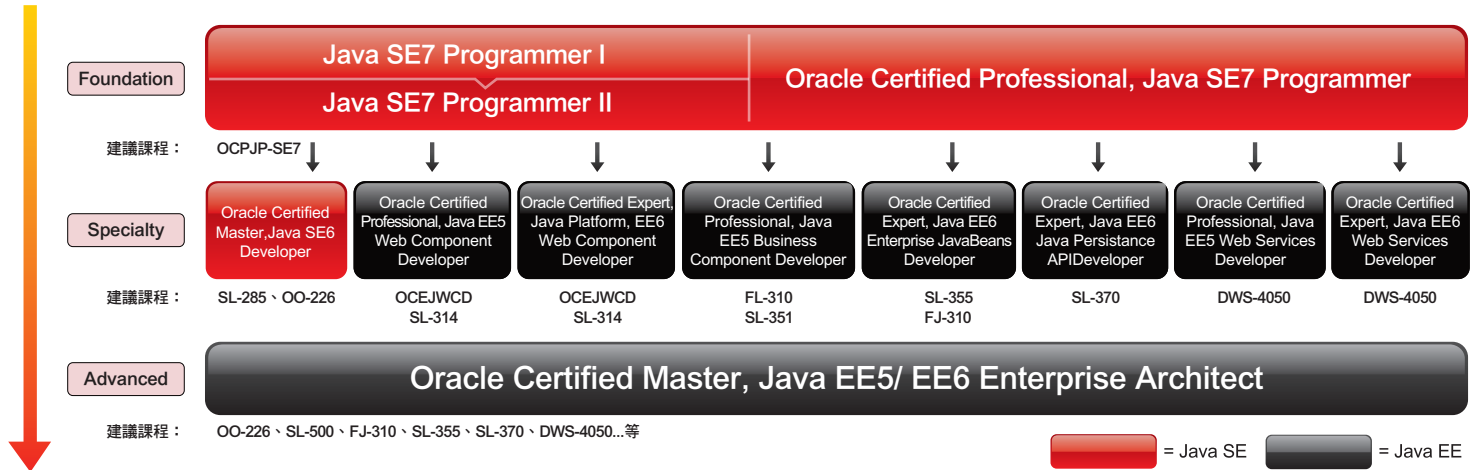 Foundation
Java SE7 Programmer I
Java SE7 Programmer II
Oracle Certified Professional, Java SE7 Programmer
建議課程：
OCPJP-SE7
Specialty
Oracle Certified
Master,Java SE6
Developer
Oracle Certified
Professional, Java EE5
Web Component
Developer
Oracle Certified Expert,
Java Platform, EE6
Web Component
Developer
Oracle Certified
Professional, Java
EE5 Business
Component Developer
Oracle Certified
Expert, Java EE6
Enterprise JavaBeans
Developer
Oracle Certified
Expert, Java EE6
Java Persistance
APIDeveloper
Oracle Certified
Professional, Java
EE5 Web Services
Developer
Oracle Certified
Expert, Java EE6
Web Services
Developer
建議課程：
SL-285、OO-226
OCEJWCD
SL-314
OCEJWCD
SL-314
FL-310
SL-351
SL-355
FJ-310
SL-370
DWS-4050
DWS-4050
Advanced
Oracle Certified Master, Java EE5/ EE6 Enterprise Architect
建議課程：
OO-226、SL-500、FJ-310、SL-355、SL-370、DWS-4050...等
= Java SE
= Java EE